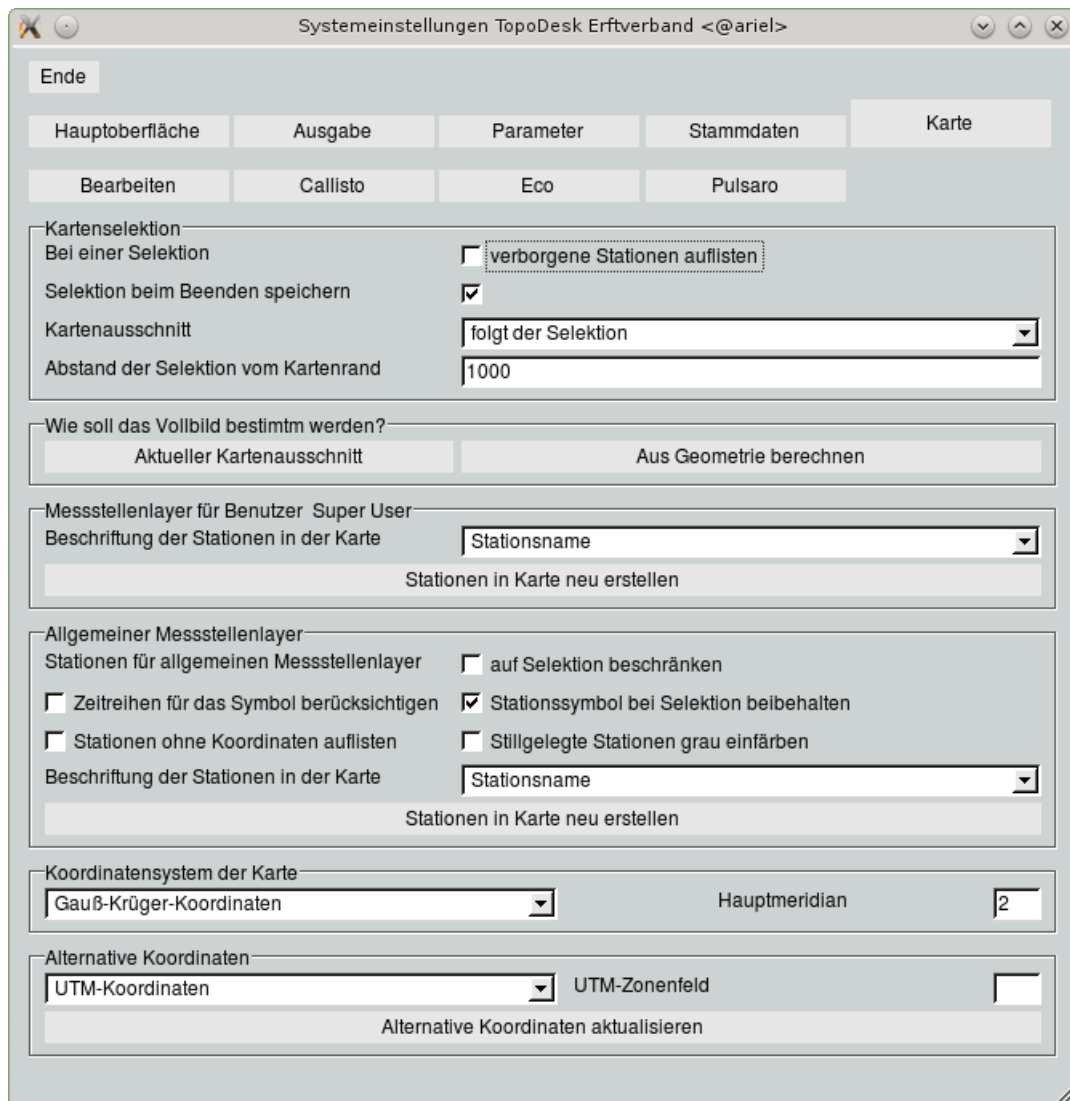 Systemeinstellungen TopoDesk Erftverband <@ariel>
Ende
Hauptoberfläche Ausgabe Parameter Stammdaten Karte
Bearbeiten Callisto Eco Pulsaro
Kartenselektion
Bei einer Selektion verborgene Stationen auflisten
Selektion beim Beenden speichern
Kartenausschnitt folgt der Selektion
Abstand der Selektion vom Kartenrand 1000
Wie soll das Vollbild bestimtm werden?
Aktueller Kartenausschnitt Aus Geometrie berechnen
Messstellenlayer für Benutzer Super User
Beschriftung der Stationen in der Karte Stationsname
Stationen in Karte neu erstellen
Allgemeiner Messstellenlayer
Stationen für allgemeinen Messstellenlayer auf Selektion beschränken
Zeitreihen für das Symbol berücksichtigen Stationssymbol bei Selektion beibehalten
Stationen ohne Koordinaten auflisten Stillgelegte Stationen grau einfärben
Beschriftung der Stationen in der Karte Stationsname
Stationen in Karte neu erstellen
Koordinatensystem der Karte
Gauß-Krüger-Koordinaten Hauptmeridian 2
Alternative Koordinaten
UTM-Koordinaten UTM-Zonenfeld
Alternative Koordinaten aktualisieren